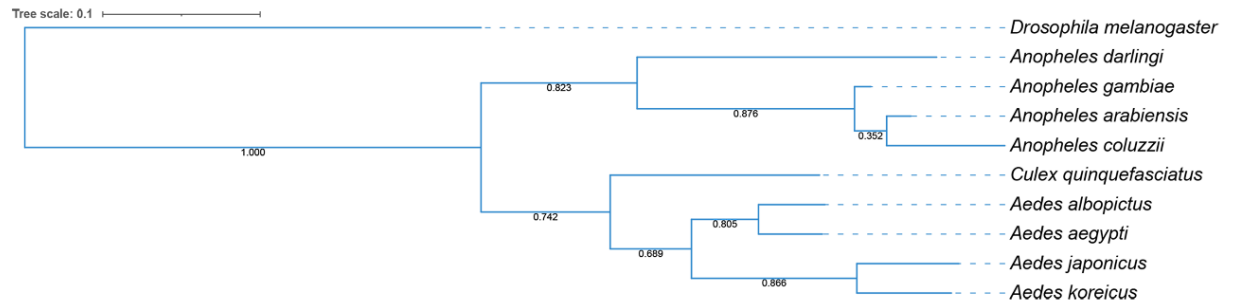 Tree scale: 0.1
Drosophila melanogaster
Anopheles darlingi
0.823
Anopheles gambiae
0.876
Anopheles arabiensis
0.352
Anopheles coluzzii
1.000
Culex quinquefasciatus
Aedes albopictus
0.742
0.805
Aedes aegypti
0.689
Aedes japonicus
0.866
Aedes koreicus